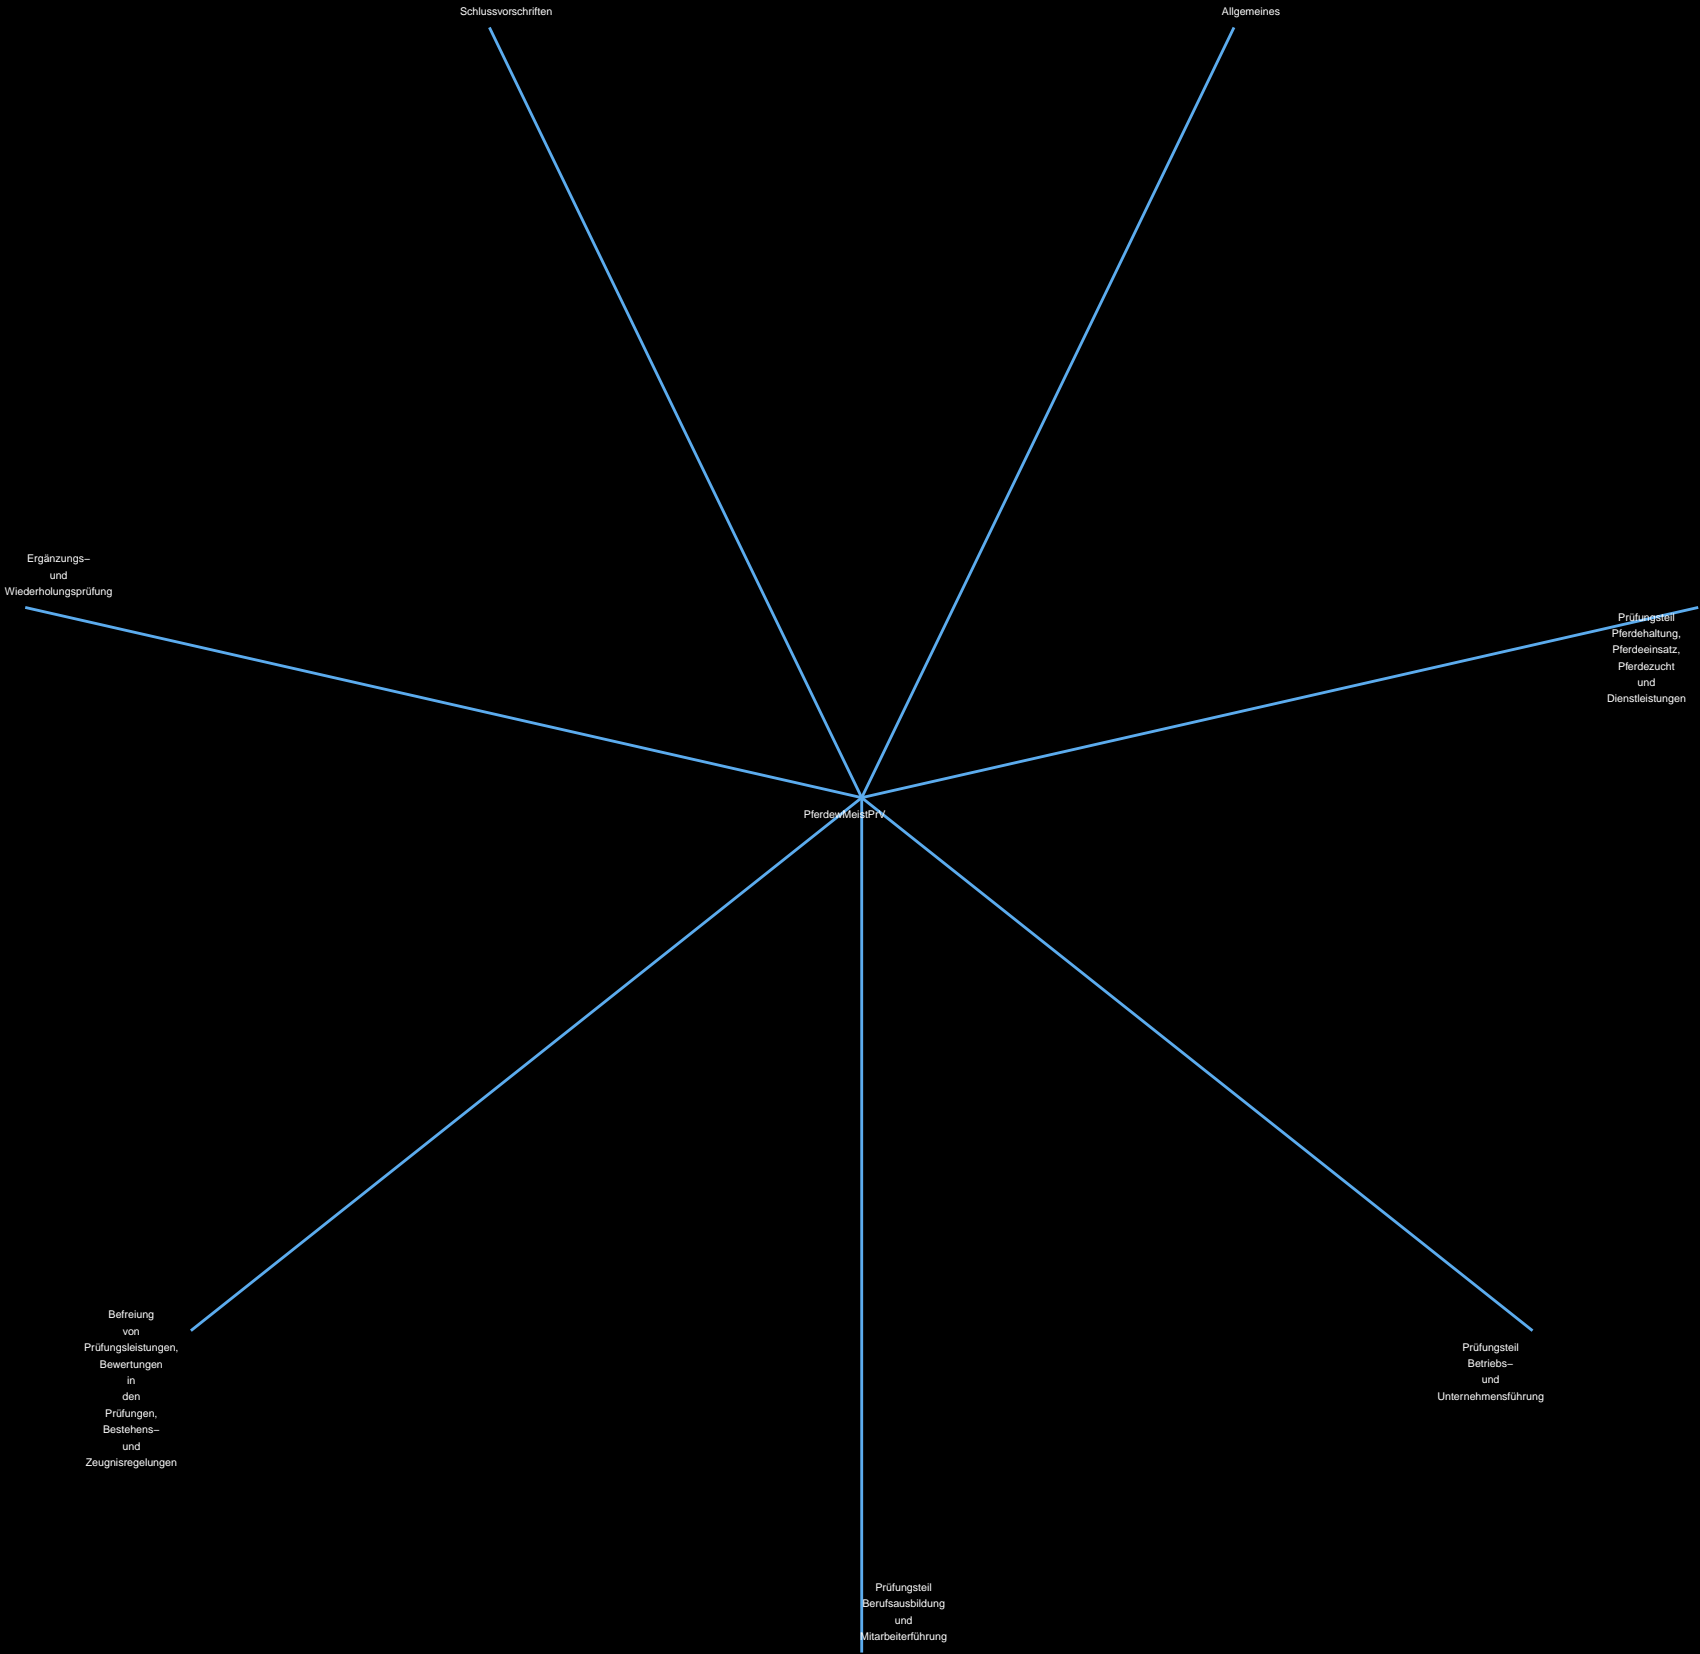 Schlussvorschriften
Allgemeines
Ergänzungs–
und
Wiederholungsprüfung
Prüfungsteil
Pferdehaltung,
Pferdeeinsatz,
Pferdezucht
und
Dienstleistungen
PferdewMeistPrV
Befreiung
von
Prüfungsleistungen,
Bewertungen
in
den
Prüfungen,
Bestehens–
und
Zeugnisregelungen
Prüfungsteil
Betriebs–
und
Unternehmensführung
Prüfungsteil
Berufsausbildung
und
Mitarbeiterführung